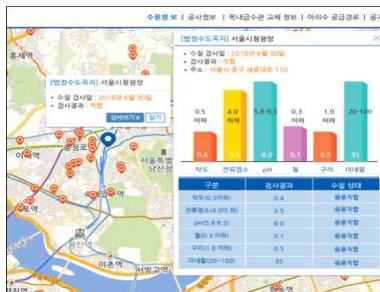 수질정보 | 공사정보 | 옥내급수관 교체 정보 | 아리수 공급경로 | 공
[법정수도꼭지] 서울시청광장
• 수질 검사일 : 2018년 6월 30일
• 검사결과 : 적합
• 주소 : 서울시 중구 세종대로 110
[법정수도꼭지] 서울시청광장
• 수질 검사일 : 2018년 6월 30일
• 검사결과 : 적합
상세보기 닫기
0.5 이하
4.0 이하
5.8-8.5
0.3 이하
1.0 이하
20-100
0.4
3.5
6.0
0.1
0.5
35
탁도 잔류염소 pH 철 구리 미네랄
구분 검사결과 수질 상태
탁도(0.5이하) 0.4 음용적합
잔류염소(4.0이하) 3.5 음용적합
pH(5.8-8.5) 6.0 음용적합
철(0.3 이하) 0.1 음용적합
구리(1.0 이하) 0.5 음용적합
미네랄(20~100) 35 음용적합
홍제역
서울특별
남산
이촌역
서빙고역